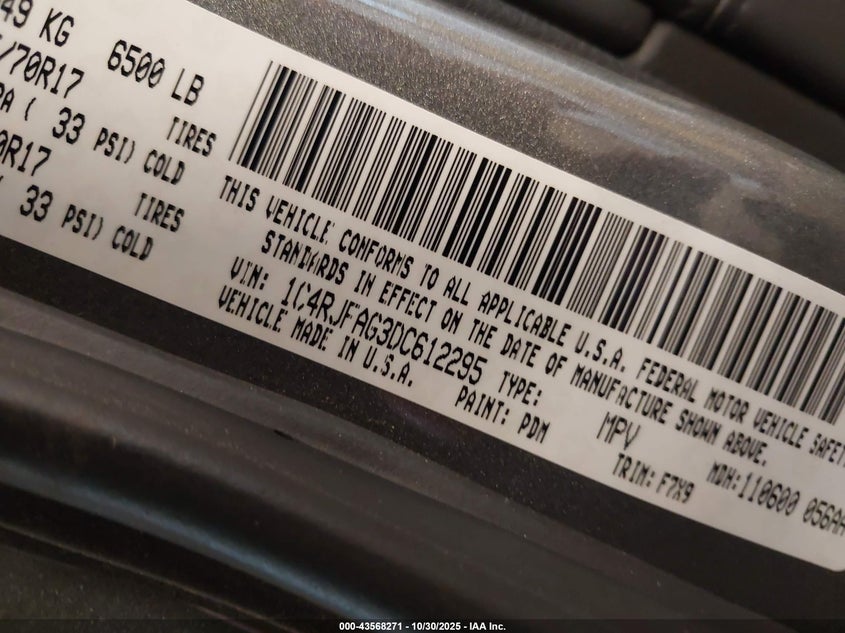 49 KG 6500 LB
/70R17 TIRES
PA ( 33 PSI) COLD
0R17 TIRES
( 33 PSI) COLD
THIS VEHICLE CONFORMS TO ALL APPLICABLE U.S.A. FEDERAL MOTOR VEHICLE SAFET
STANDARDS IN EFFECT ON THE DATE OF MANUFACTURE SHOWN ABOVE.
VIN: 1C4RJFAG3DC612295 TYPE: MPV MDH:110600 056AA
VEHICLE MADE IN U.S.A. PAINT: PDM TRIM: F7X9
000-43568271 - 10/30/2025 - IAA Inc.